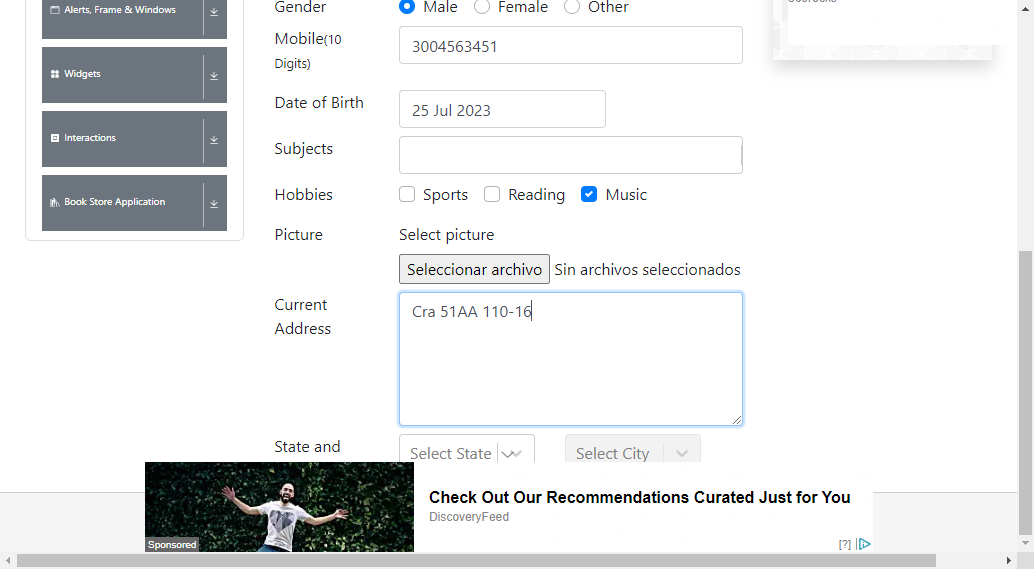 Alerts, Frame & Windows
Widgets
Interactions
Book Store Application
Gender
Male
Female
Other
Mobile(10
Digits)
3004563451
Date of Birth
25 Jul 2023
Subjects
Hobbies
Sports
Reading
Music
Picture
Select picture
Seleccionar archivo
Sin archivos seleccionados
Current
Address
Cra 51AA 110-16
State and
Select State
Select City
Sponsored
Check Out Our Recommendations Curated Just for You
DiscoveryFeed
[?]